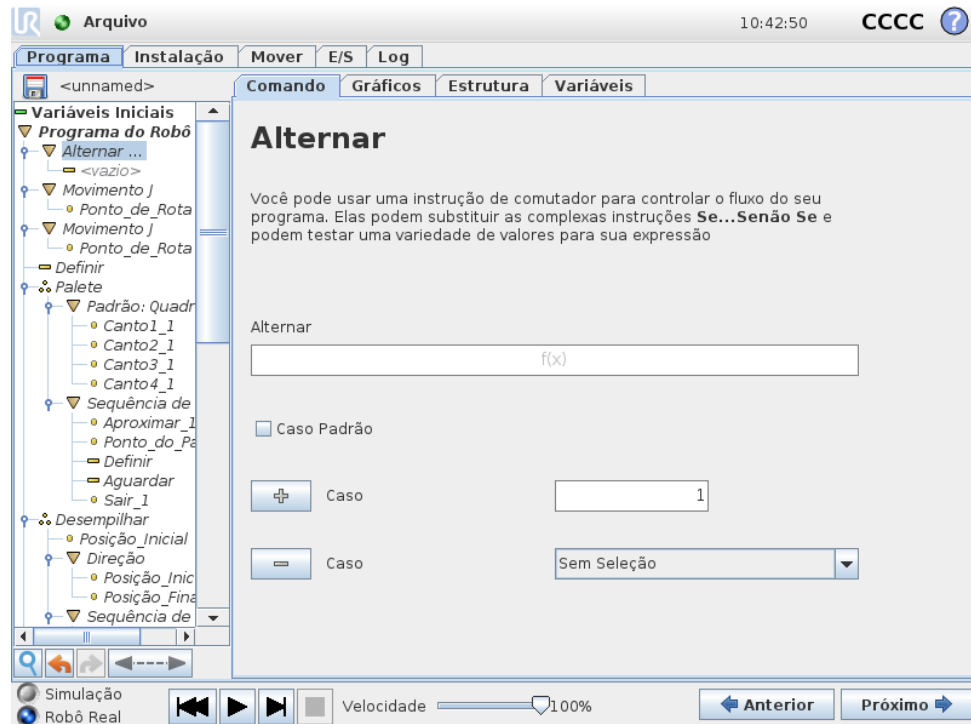 UR
Arquivo
10:42:50
CCCC
?
Programa
Instalação
Mover
E/S
Log
<unnamed>
Comando
Gráficos
Estrutura
Variáveis
Variáveis Iniciais
Programa do Robô
Alternar ...
<vazio>
Movimento J
Ponto_de_Rota
Movimento J
Ponto_de_Rota
Definir
Palete
Padrão: Quadr
Canto1_1
Canto2_1
Canto3_1
Canto4_1
Sequência de
Aproximar_1
Ponto_do_Pa
Definir
Aguardar
Sair_1
Desempilhar
Posição_Inicial
Direção
Posição_Inic
Posição_Fina
Sequência de
Alternar
Você pode usar uma instrução de comutador para controlar o fluxo do seu
programa. Elas podem substituir as complexas instruções Se...Senão Se e
podem testar uma variedade de valores para sua expressão
Alternar
f(x)
Caso Padrão
Caso
1
Caso
Sem Seleção
Simulação
Robô Real
Velocidade
100%
Anterior
Próximo